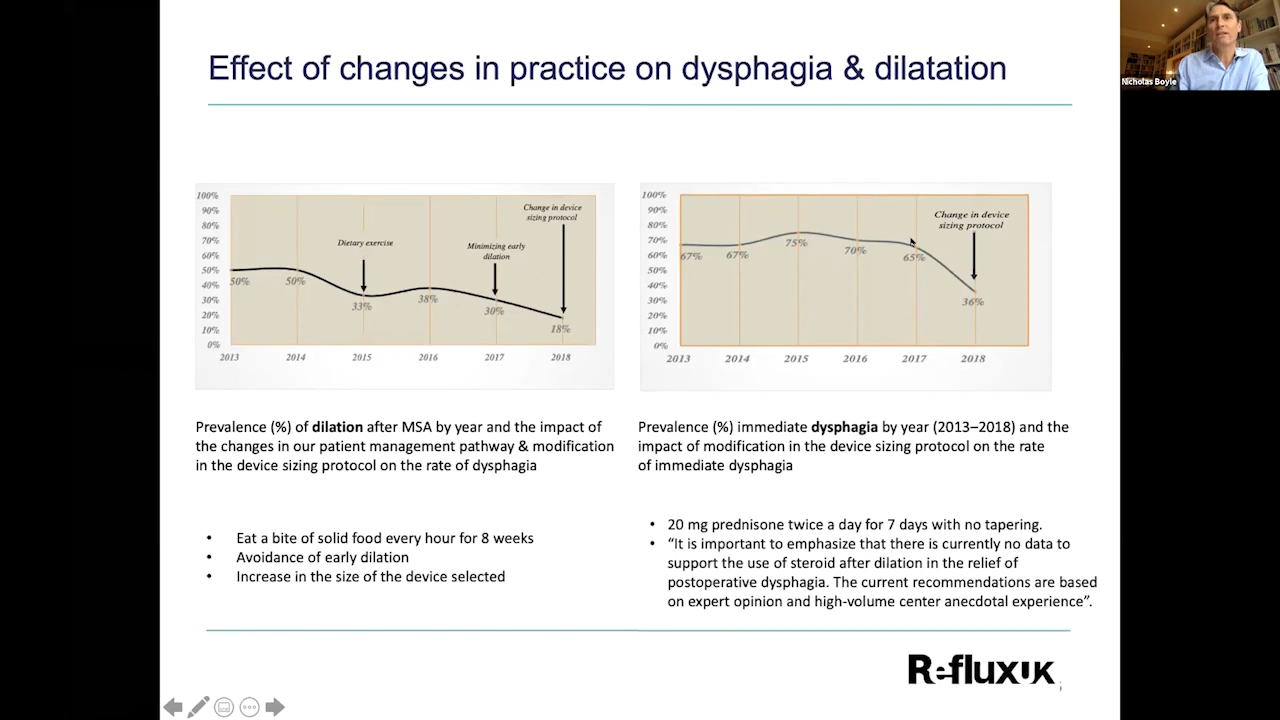 Effect of changes in practice on dysphagia & dilatation
Nicholas Boyle
100%
90%
80%
70%
60%
50%
40%
30%
20%
10%
0%
Change in device
sizing protocol
Dietary exercise
Minimizing early
dilation
50%
50%
33%
38%
30%
18%
2013
2014
2015
2016
2017
2018
100%
90%
80%
70%
60%
50%
40%
30%
20%
10%
0%
Change in device
sizing protocol
67%
67%
75%
70%
65%
36%
2013
2014
2015
2016
2017
2018
Prevalence (%) of dilation after MSA by year and the impact of
the changes in our patient management pathway & modification
in the device sizing protocol on the rate of dysphagia
Prevalence (%) immediate dysphagia by year (2013–2018) and the
impact of modification in the device sizing protocol on the rate
of immediate dysphagia
• Eat a bite of solid food every hour for 8 weeks
• Avoidance of early dilation
• Increase in the size of the device selected
• 20 mg prednisone twice a day for 7 days with no tapering.
• “It is important to emphasize that there is currently no data to
support the use of steroid after dilation in the relief of
postoperative dysphagia. The current recommendations are based
on expert opinion and high-volume center anecdotal experience”.
RefluxUK